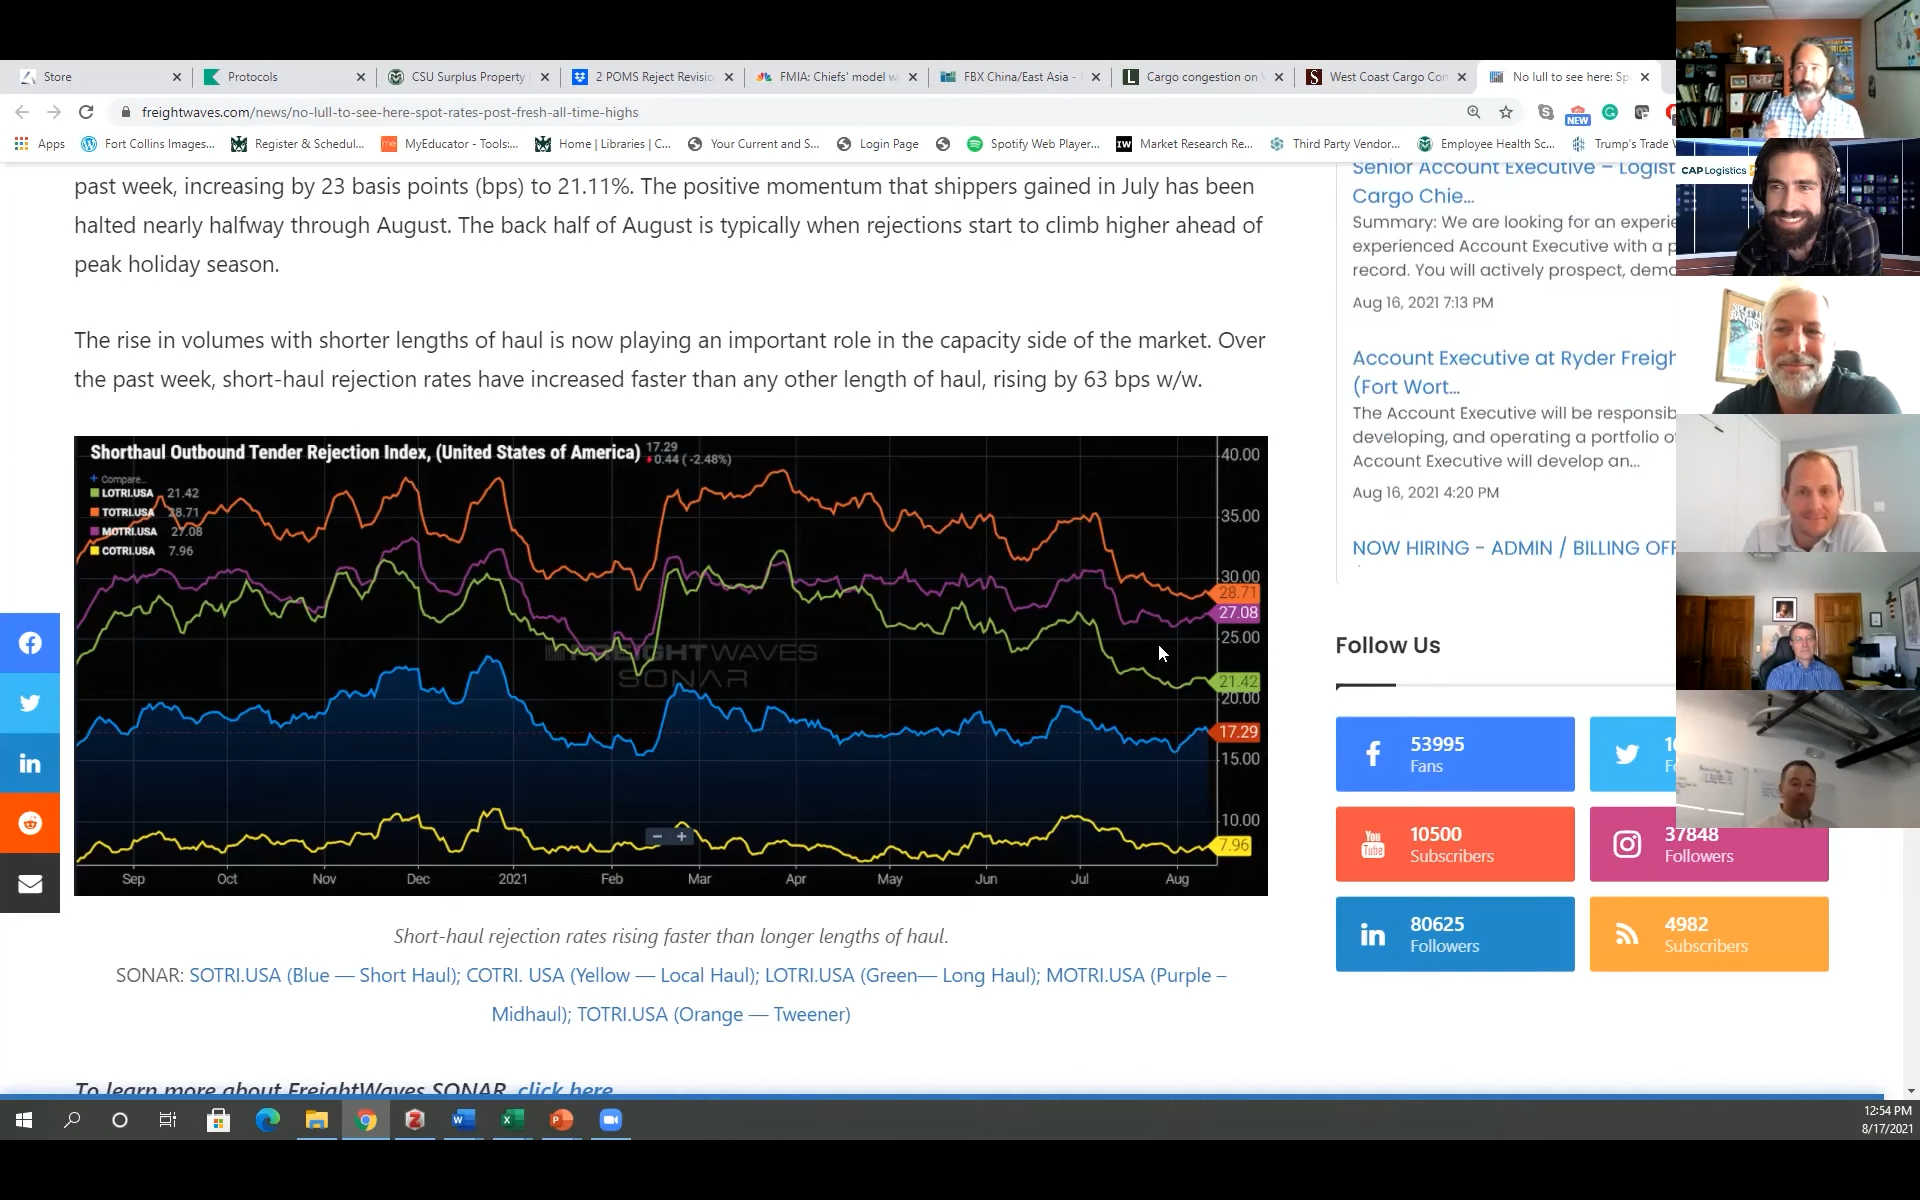 Store
Protocols
CSU Surplus Property
2 POMS Reject Revisio
FMIA: Chiefs' model w
FBX China/East Asia -
Cargo congestion on
West Coast Cargo Con
No lull to see here: Sp
freightwaves.com/news/no-lull-to-see-here-spot-rates-post-fresh-all-time-highs
NEW
Apps
Fort Collins Images...
Register & Schedul...
MyEducator - Tools:...
Home | Libraries | C...
Your Current and S...
Login Page
Spotify Web Player...
Market Research Re...
Third Party Vendor...
Employee Health Sc...
Trump's Trade
past week, increasing by 23 basis points (bps) to 21.11%. The positive momentum that shippers gained in July has been
halted nearly halfway through August. The back half of August is typically when rejections start to climb higher ahead of
peak holiday season.
The rise in volumes with shorter lengths of haul is now playing an important role in the capacity side of the market. Over
the past week, short-haul rejection rates have increased faster than any other length of haul, rising by 63 bps w/w.
Shorthaul Outbound Tender Rejection Index, (United States of America) 17.29
0.44 (-2.48%)
+ Compare...
LOTRI.USA 21.42
TOTRI.USA 28.71
MOTRI.USA 27.08
COTRI.USA 7.96
FREIGHTWAVES
SONAR
40.00
35.00
30.00
28.71
27.08
25.00
21.42
20.00
17.29
15.00
10.00
7.96
Sep Oct Nov Dec 2021 Feb Mar Apr May Jun Jul Aug
Short-haul rejection rates rising faster than longer lengths of haul.
SONAR: SOTRI.USA (Blue — Short Haul); COTRI. USA (Yellow — Local Haul); LOTRI.USA (Green— Long Haul); MOTRI.USA (Purple –
Midhaul); TOTRI.USA (Orange — Tweener)
To learn more about FreightWaves SONAR, click here
Senior Account Executive – Logist
Cargo Chie...
Summary: We are looking for an experie
experienced Account Executive with a p
record. You will actively prospect, demo
Aug 16, 2021 7:13 PM
Account Executive at Ryder Freigh
(Fort Wort...
The Account Executive will be responsib
developing, and operating a portfolio o
Account Executive will develop an...
Aug 16, 2021 4:20 PM
NOW HIRING - ADMIN / BILLING OFF
Follow Us
53995
Fans
10500
Subscribers
37848
Followers
80625
Followers
4982
Subscribers
CAP Logistics
12:54 PM
8/17/2021